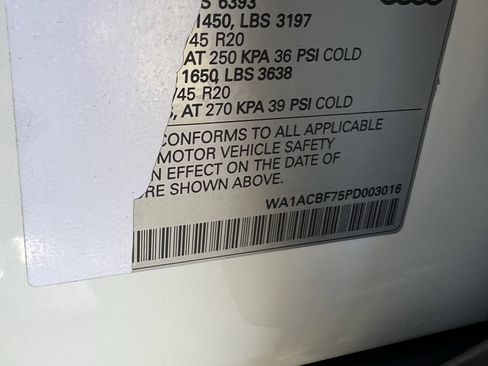 S 6393
1450, LBS 3197
45 R20
AT 250 KPA 36 PSI COLD
1650, LBS 3638
/45 R20
, AT 270 KPA 39 PSI COLD
CONFORMS TO ALL APPLICABLE
MOTOR VEHICLE SAFETY
N EFFECT ON THE DATE OF
RE SHOWN ABOVE.
WA1ACBF75PD003016